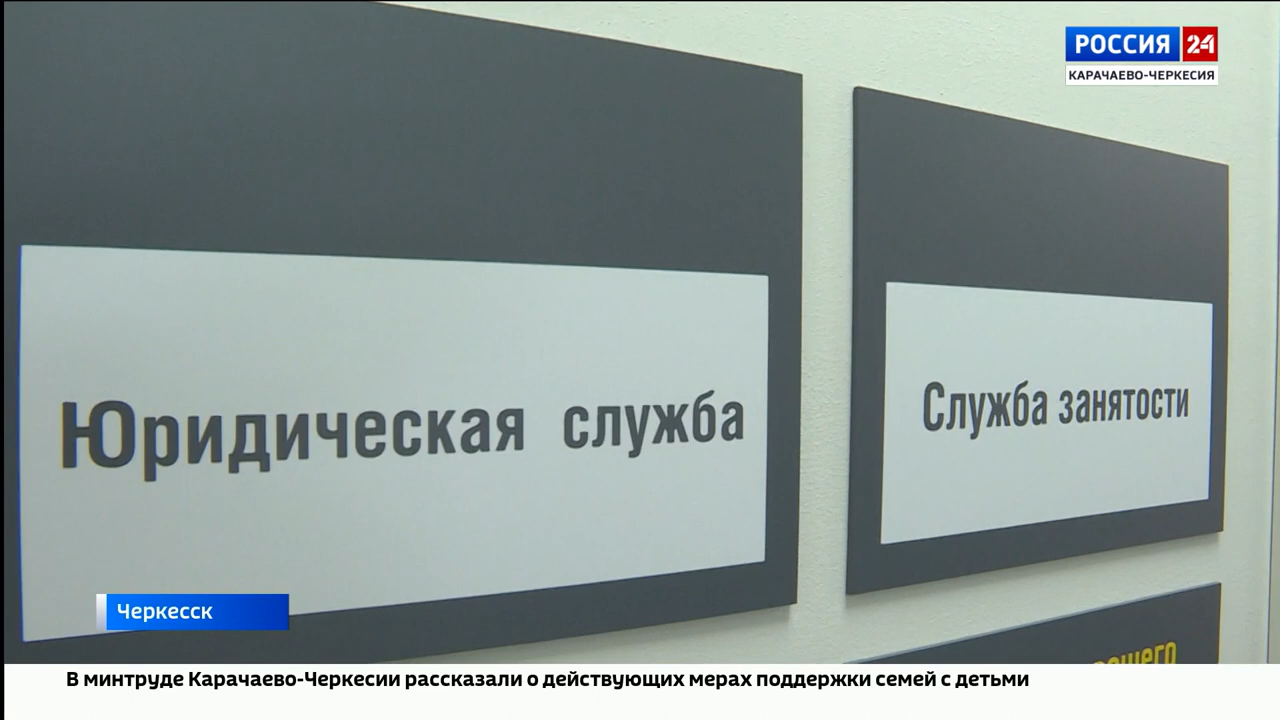 РОССИЯ 24
КАРАЧАЕВО-ЧЕРКЕСИЯ
Юридическая служба
Служба занятости
Черкесск
В минтруде Карачаево-Черкесии рассказали о действующих мерах поддержки семей с детьми